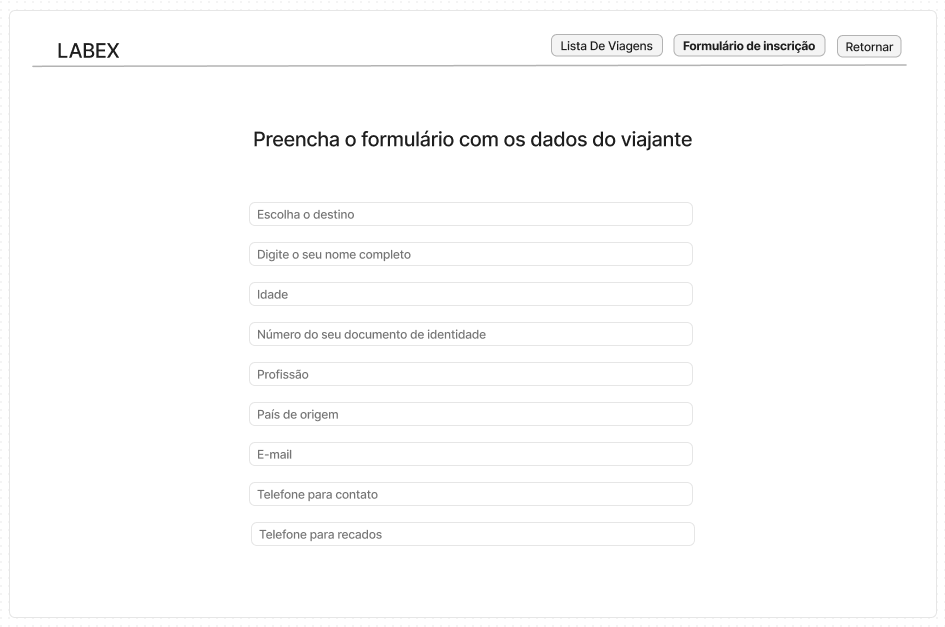 LABEX
Lista De Viagens
Formulário de inscrição
Retornar
Preencha o formulário com os dados do viajante
Escolha o destino
Digite o seu nome completo
Idade
Número do seu documento de identidade
Profissão
País de origem
E-mail
Telefone para contato
Telefone para recados